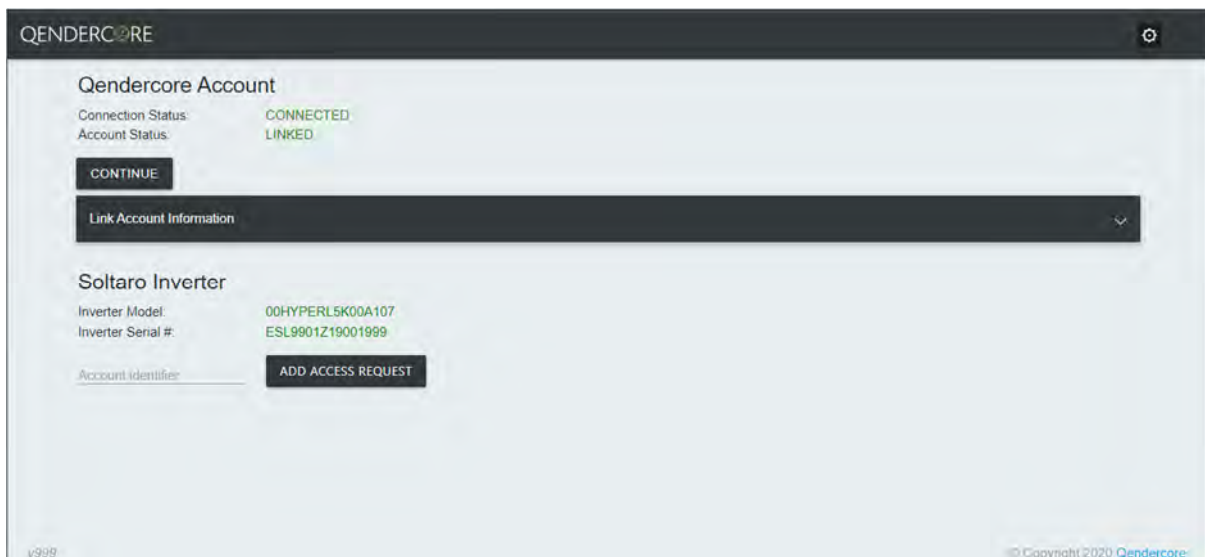 QENDERCORE
Qendercore Account
Connection Status: CONNECTED
Account Status: LINKED
CONTINUE
Link Account Information
Soltaro Inverter
Inverter Model: 00HYPERL5K00A107
Inverter Serial #: ESL9901Z19001999
Account identifier ADD ACCESS REQUEST
v999 © Copyright 2020 Qendercore